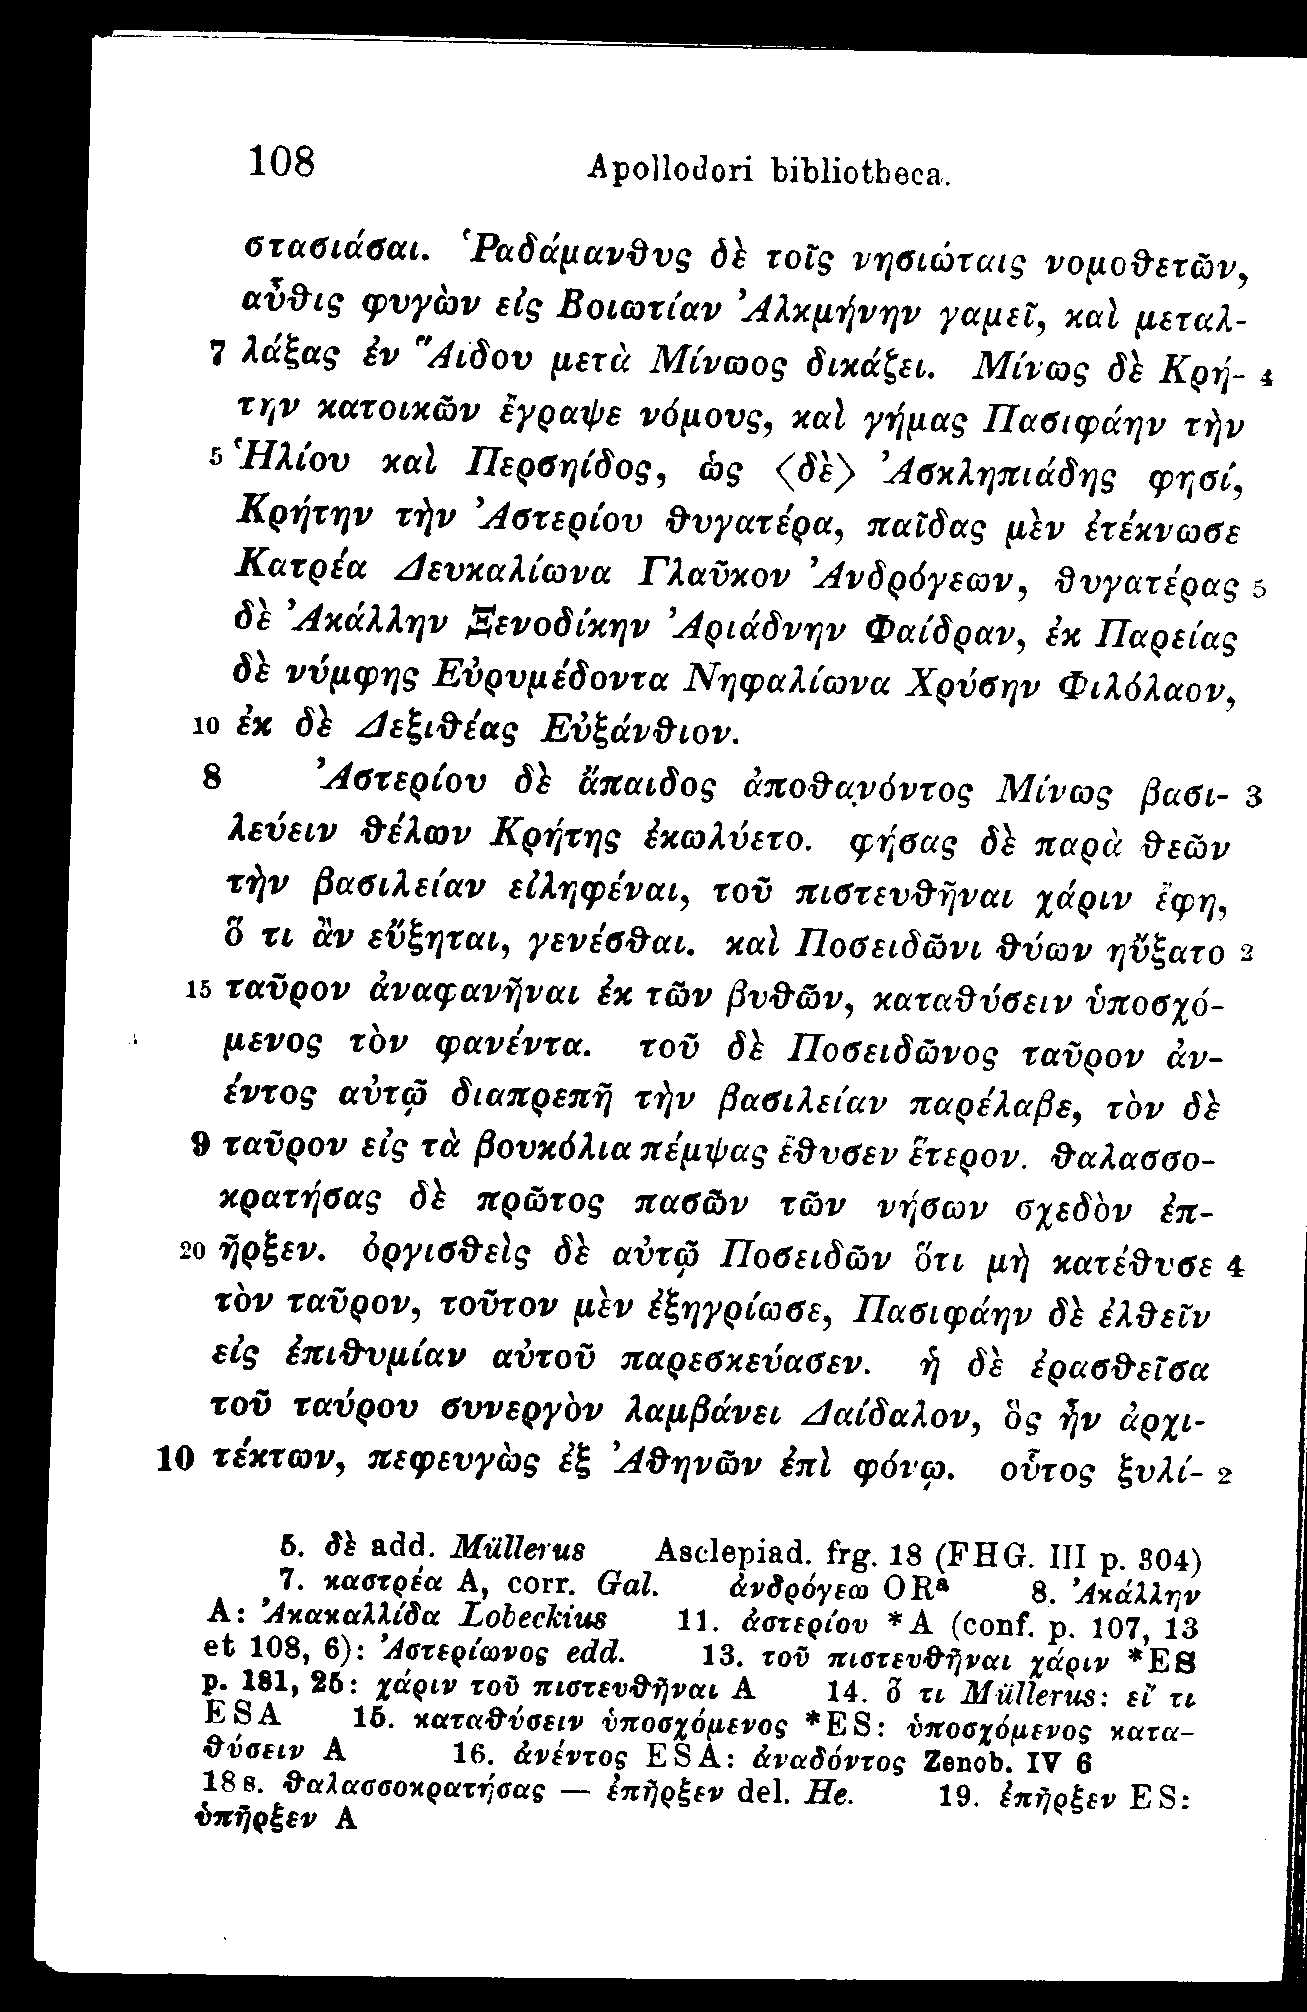 108 Apollodori bibliotheca.
στασιάσαι. Ῥαδάμανθυς δὲ τοῖς νησιώταις νομοθετῶν,
αὖθις φυγὼν εἰς Βοιωτίαν Ἀλκμήνην γαμεῖ, καὶ μεταλ-
7 λάξας ἐν Ἅιδου μετὰ Μίνωος δικάζει. Μίνως δὲ Κρή- 4
την κατοικῶν ἔγραψε νόμους, καὶ γήμας Πασιφάην τὴν
5 Ἡλίου καὶ Περσηίδος, ὡς ⟨δὲ⟩ Ἀσκληπιάδης φησί,
Κρήτην τὴν Ἀστερίου θυγατέρα, παῖδας μὲν ἐτέκνωσε
Κατρέα Δευκαλίωνα Γλαῦκον Ἀνδρόγεων, θυγατέρας 5
δὲ Ἀκάλλην Ξενοδίκην Ἀριάδνην Φαίδραν, ἐκ Παρείας
δὲ νύμφης Εὐρυμέδοντα Νηφαλίωνα Χρύσην Φιλόλαον,
10 ἐκ δὲ Δεξιθέας Εὐξάνθιον.
8 Ἀστερίου δὲ ἄπαιδος ἀποθανόντος Μίνως βασι- 3
λεύειν θέλων Κρήτης ἐκωλύετο. φήσας δὲ παρὰ θεῶν
τὴν βασιλείαν εἰληφέναι, τοῦ πιστευθῆναι χάριν ἔφη,
ὅ τι ἂν εὔξηται, γενέσθαι. καὶ Ποσειδῶνι θύων ηὔξατο 2
15 ταῦρον ἀναφανῆναι ἐκ τῶν βυθῶν, καταθύσειν ὑποσχό-
μενος τὸν φανέντα. τοῦ δὲ Ποσειδῶνος ταῦρον ἀν-
έντος αὐτῷ διαπρεπῆ τὴν βασιλείαν παρέλαβε, τὸν δὲ
9 ταῦρον εἰς τὰ βουκόλια πέμψας ἔθυσεν ἕτερον. θαλασσο-
κρατήσας δὲ πρῶτος πασῶν τῶν νήσων σχεδὸν ἐπ-
20 ῆρξεν. ὀργισθεὶς δὲ αὐτῷ Ποσειδῶν ὅτι μὴ κατέθυσε 4
τὸν ταῦρον, τοῦτον μὲν ἐξηγρίωσε, Πασιφάην δὲ ἐλθεῖν
εἰς ἐπιθυμίαν αὐτοῦ παρεσκεύασεν. ἡ δὲ ἐρασθεῖσα
τοῦ ταύρου συνεργὸν λαμβάνει Δαίδαλον, ὃς ἦν ἀρχι-
10 τέκτων, πεφευγὼς ἐξ Ἀθηνῶν ἐπὶ φόνῳ. οὗτος ξυλί- 2
5. δὲ add. Müllerus Asclepiad. frg. 18 (FHG. III p. 304)
7. καστρέα A, corr. Gal. ἀνδρόγεω ORᵃ 8. Ἀκάλλην
A: Ἀκακαλλίδα Lobeckius 11. ἀστερίου *A (conf. p. 107, 13
et 108, 6): Ἀστερίωνος edd. 13. τοῦ πιστευθῆναι χάριν *ES
p. 181, 25: χάριν τοῦ πιστευθῆναι A 14. ὅ τι Müllerus: εἴ τι
ESA 15. καταθύσειν ὑποσχόμενος *ES: ὑποσχόμενος κατα-
θύσειν A 16. ἀνέντος ESA: ἀναδόντος Zenob. IV 6
18 s. θαλασσοκρατήσας — ἐπῆρξεν del. He. 19. ἐπῆρξεν ES:
ὑπῆρξεν A